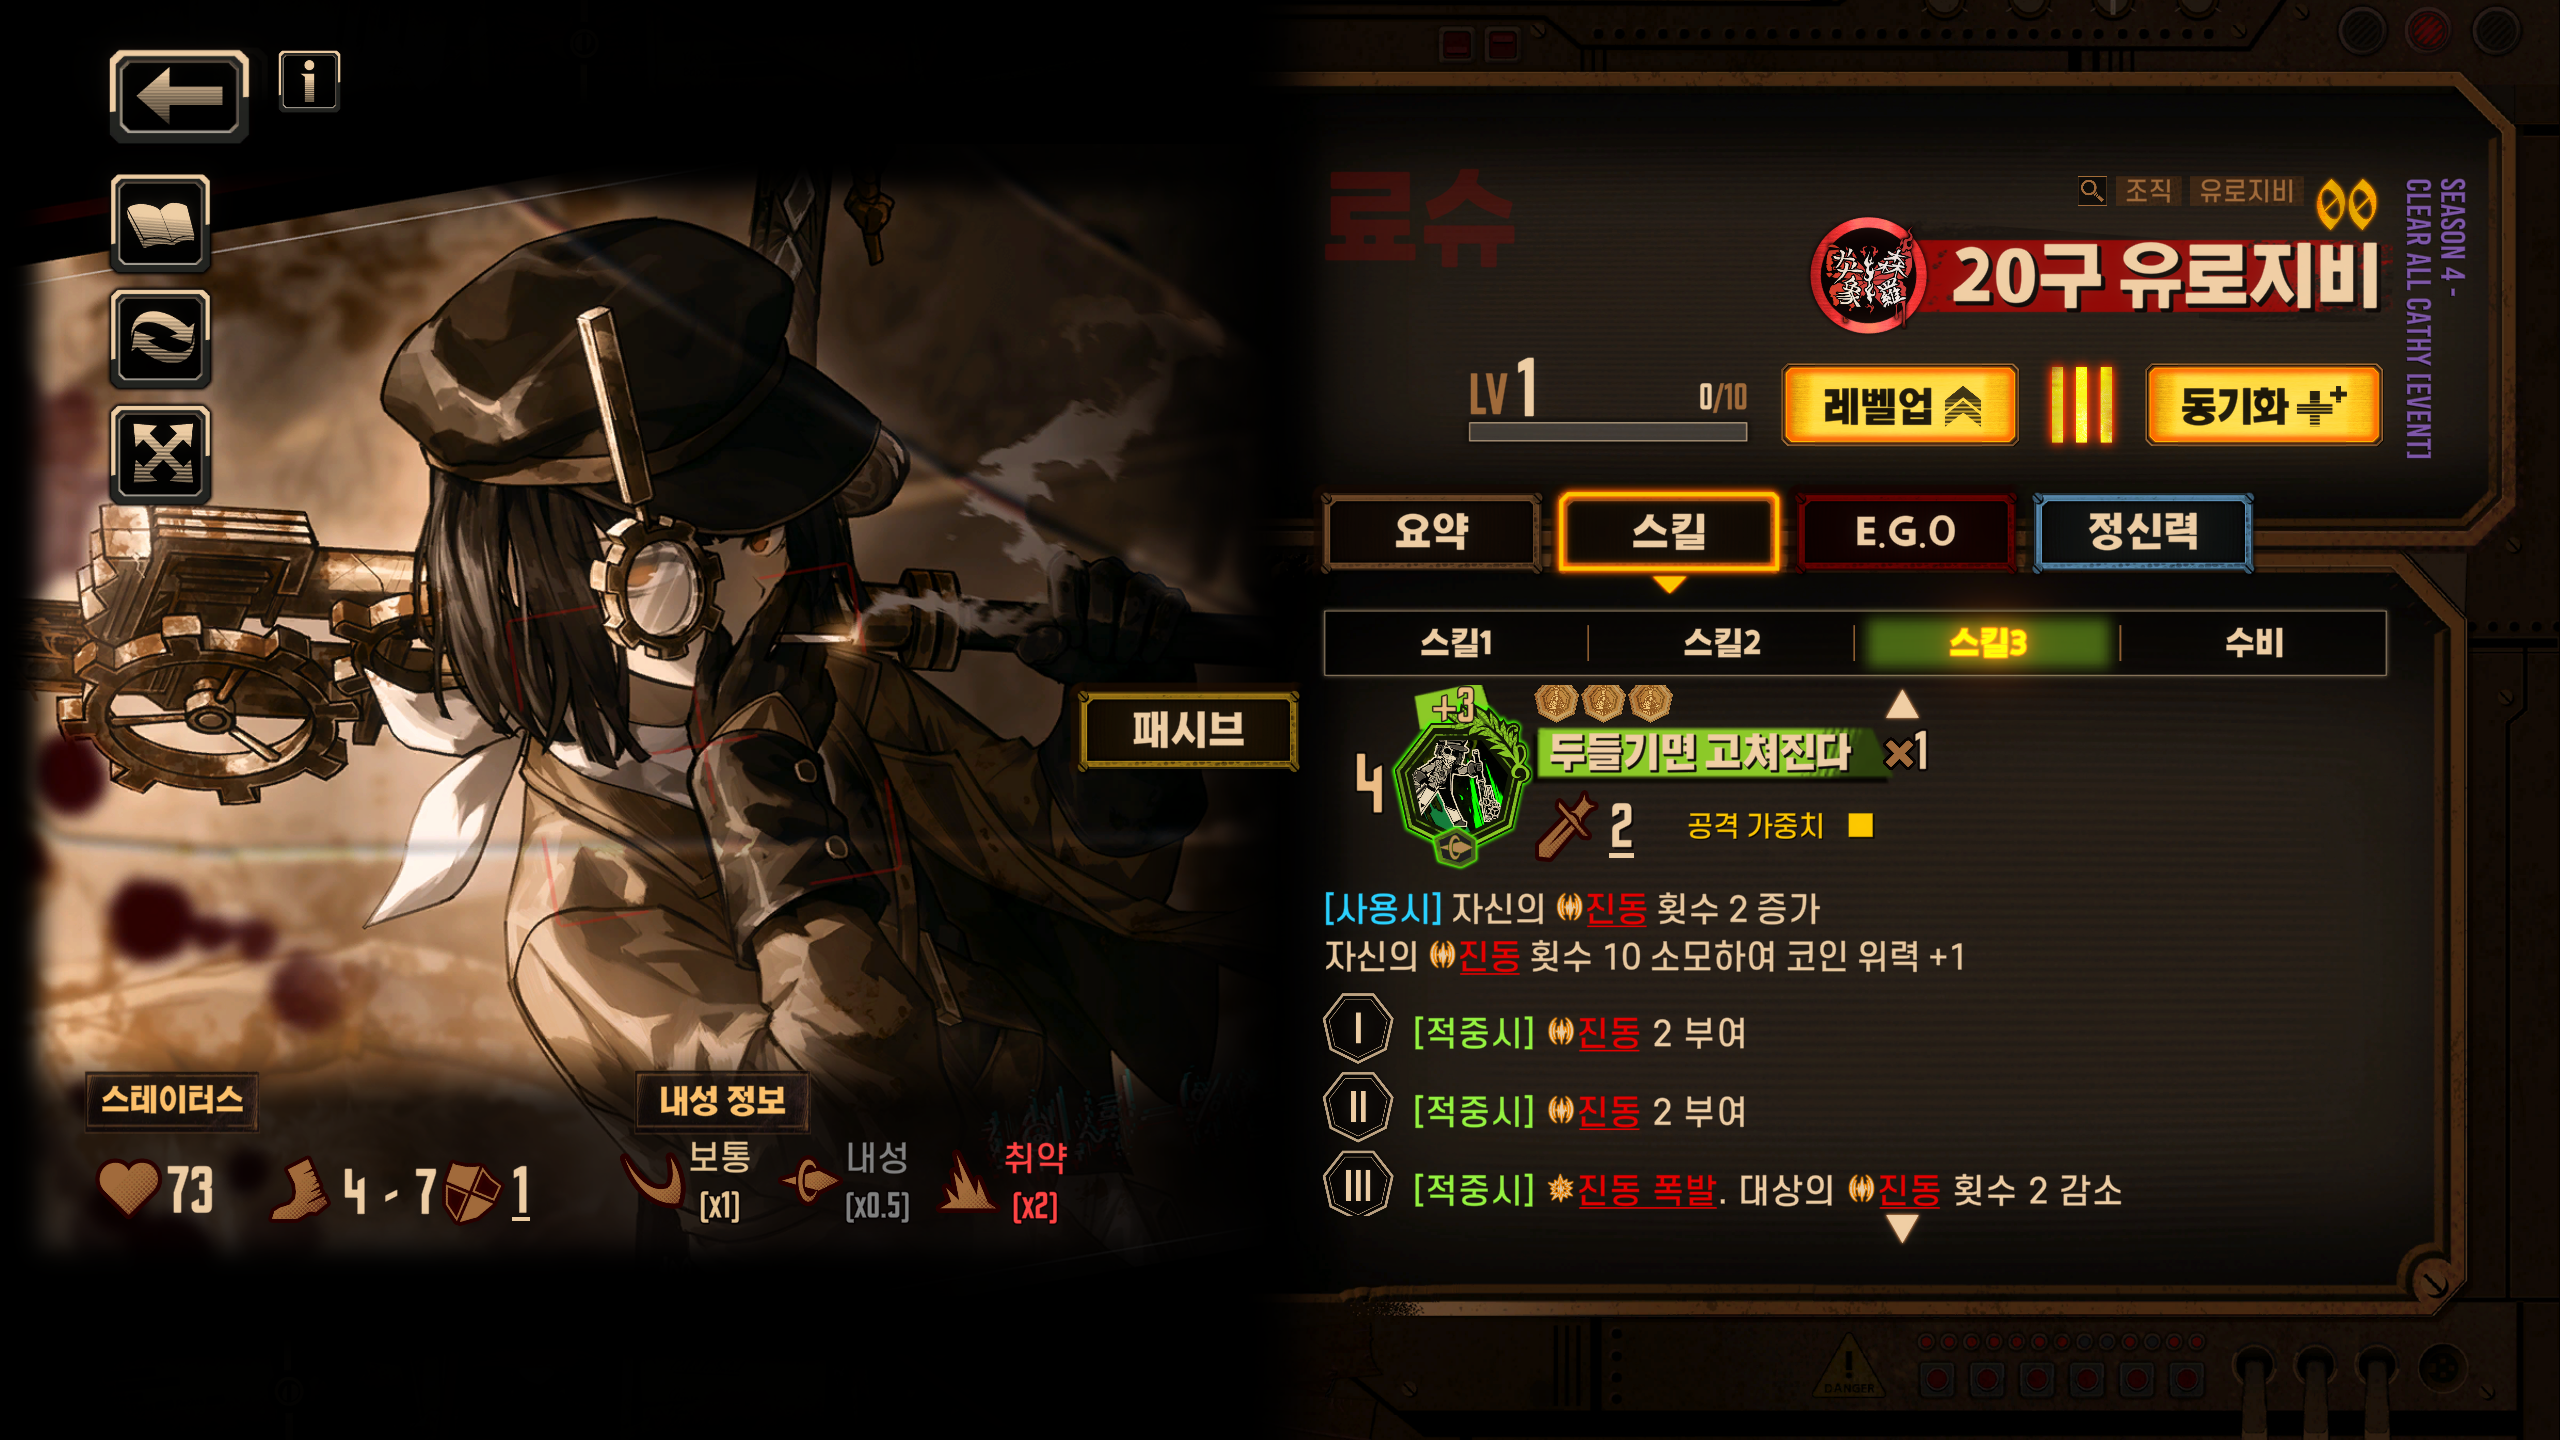 료슈
조직 유로지비
20구 유로지비
SEASON 4 -
CLEAR ALL CATHY [EVENT]
LV 1 0/10
레벨업
동기화
요약 스킬 E.G.O 정신력
스킬1 스킬2 스킬3 수비
패시브
+3
4
두들기면 고쳐진다 ×1
2 공격 가중치
[사용시] 자신의 진동 횟수 2 증가
자신의 진동 횟수 10 소모하여 코인 위력 +1
I [적중시] 진동 2 부여
II [적중시] 진동 2 부여
III [적중시] 진동 폭발. 대상의 진동 횟수 2 감소
스테이터스
73 4 - 7 1
내성 정보
보통 내성 취약
[x1] [x0.5] [x2]
DANGER